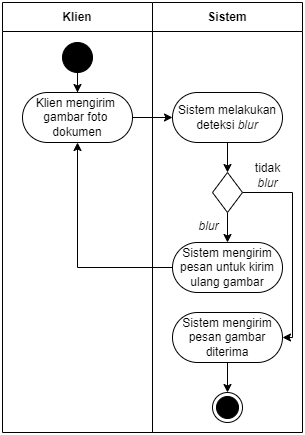 Klien
Sistem
Klien mengirim
gambar foto
dokumen
Sistem melakukan
deteksi blur
tidak
blur
blur
Sistem mengirim
pesan untuk kirim
ulang gambar
Sistem mengirim
pesan gambar
diterima